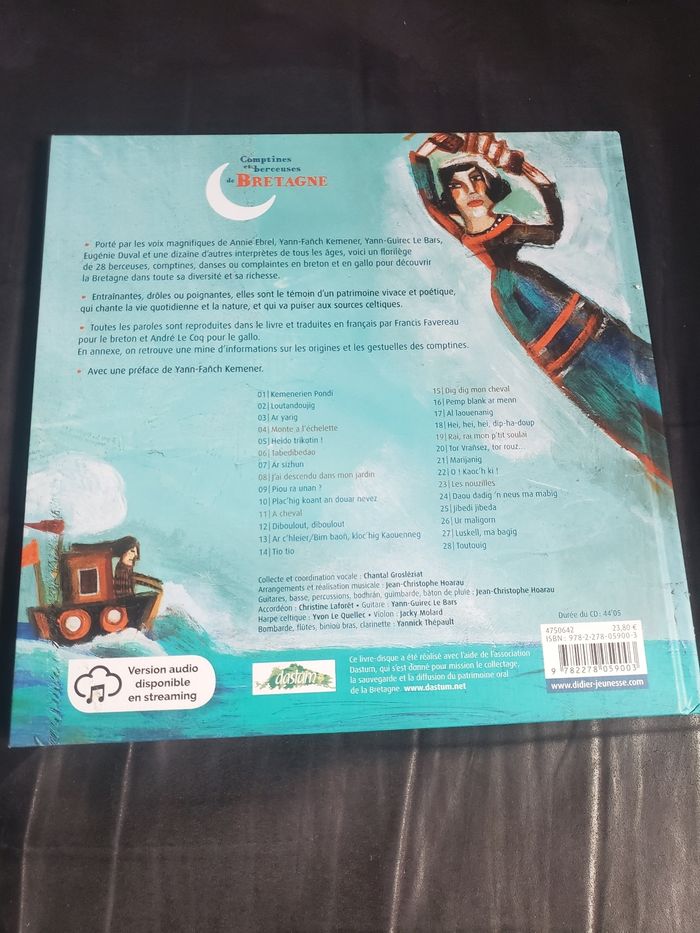 Comptines
et berceuses
de BRETAGNE
Porté par les voix magnifiques de Annie Ebrel, Yann-Fañch Kemener, Yann-Guirec Le Bars,
Eugénie Duval et une dizaine d'autres interprètes de tous les âges, voici un florilège
de 28 berceuses, comptines, danses ou complaintes en breton et en gallo pour découvrir
la Bretagne dans toute sa diversité et sa richesse.
Entraînantes, drôles ou poignantes, elles sont le témoin d'un patrimoine vivace et poétique,
qui chante la vie quotidienne et la nature, et qui va puiser aux sources celtiques.
Toutes les paroles sont reproduites dans le livre et traduites en français par Francis Favereau
pour le breton et André Le Coq pour le gallo.
En annexe, on retrouve une mine d'informations sur les origines et les gestuelles des comptines.
Avec une préface de Yann-Fañch Kemener.
01| Kemenerien Pondi
02| Loutandoujig
03| Ar yarig
04| Monte a l'échelette
05| Heido trikotin !
06| Tabedibedao
07| Ar sizhun
08| J'ai descendu dans mon jardin
09| Piou ra unan ?
10| Plac'hig koant an douar nevez
11| A cheval
12| Diboulout, diboulout
13| Ar c'hleier/Bim baoñ, kloc'hig Kaouenneg
14| Tio tio
15| Dig dig mon cheval
16| Pemp blank ar menn
17| Al laouenanig
18| Hei, hei, hei, dip-ha-doup
19| Rai, rai mon p'tit soulai
20| Tor Vrañsez, tor rouz...
21| Marijanig
22| O ! Kaoc'h ki !
23| Les nouzilles
24| Daou dadig 'n neus ma mabig
25| Jibedi jibeda
26| Ur maligorn
27| Luskell, ma bagig
28| Toutouig
Collecte et coordination vocale : Chantal Grosléziat
Arrangements et réalisation musicale : Jean-Christophe Hoarau
Guitares, basse, percussions, bodhrán, guimbarde, bâton de pluie : Jean-Christophe Hoarau
Accordéon : Christine Laforêt • Guitare : Yann-Guirec Le Bars
Harpe celtique : Yvon Le Quellec • Violon : Jacky Molard
Bombarde, flûtes, biniou bras, clarinette : Yannick Thépault
Durée du CD : 44'05
4750642 23,80 €
ISBN : 978-2-278-05900-3
9 782278 059003
www.didier-jeunesse.com
Version audio
disponible
en streaming
dastum
Ce livre-disque a été réalisé avec l'aide de l'association
Dastum, qui s'est donné pour mission le collectage,
la sauvegarde et la diffusion du patrimoine oral
de la Bretagne. www.dastum.net